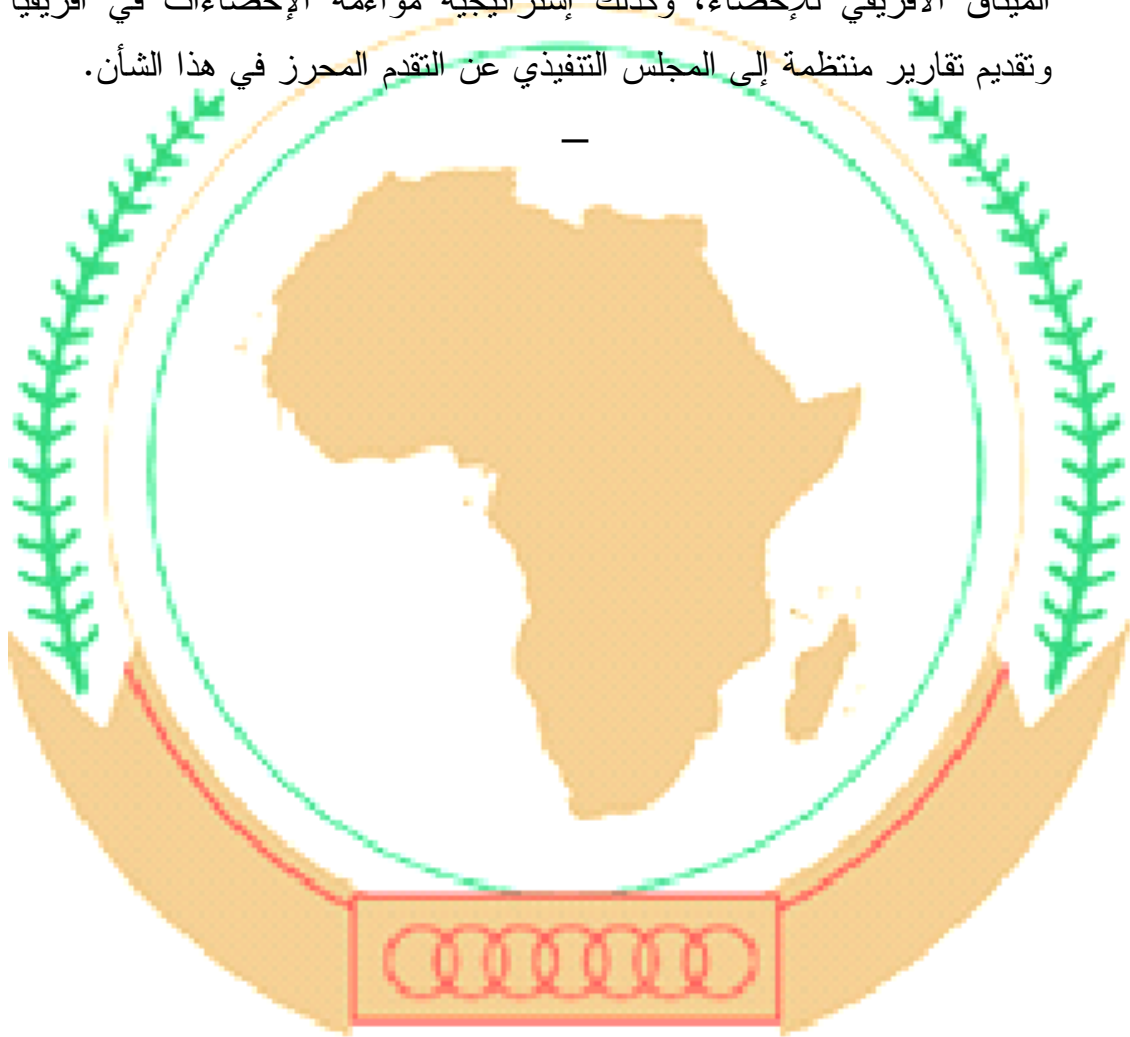 الميثاق الأفريقي للإحصاء، وكذلك إستراتيجية مواءمة الإحصاءات في أفريقيا
وتقديم تقارير منتظمة إلى المجلس التنفيذي عن التقدم المحرز في هذا الشأن.
–